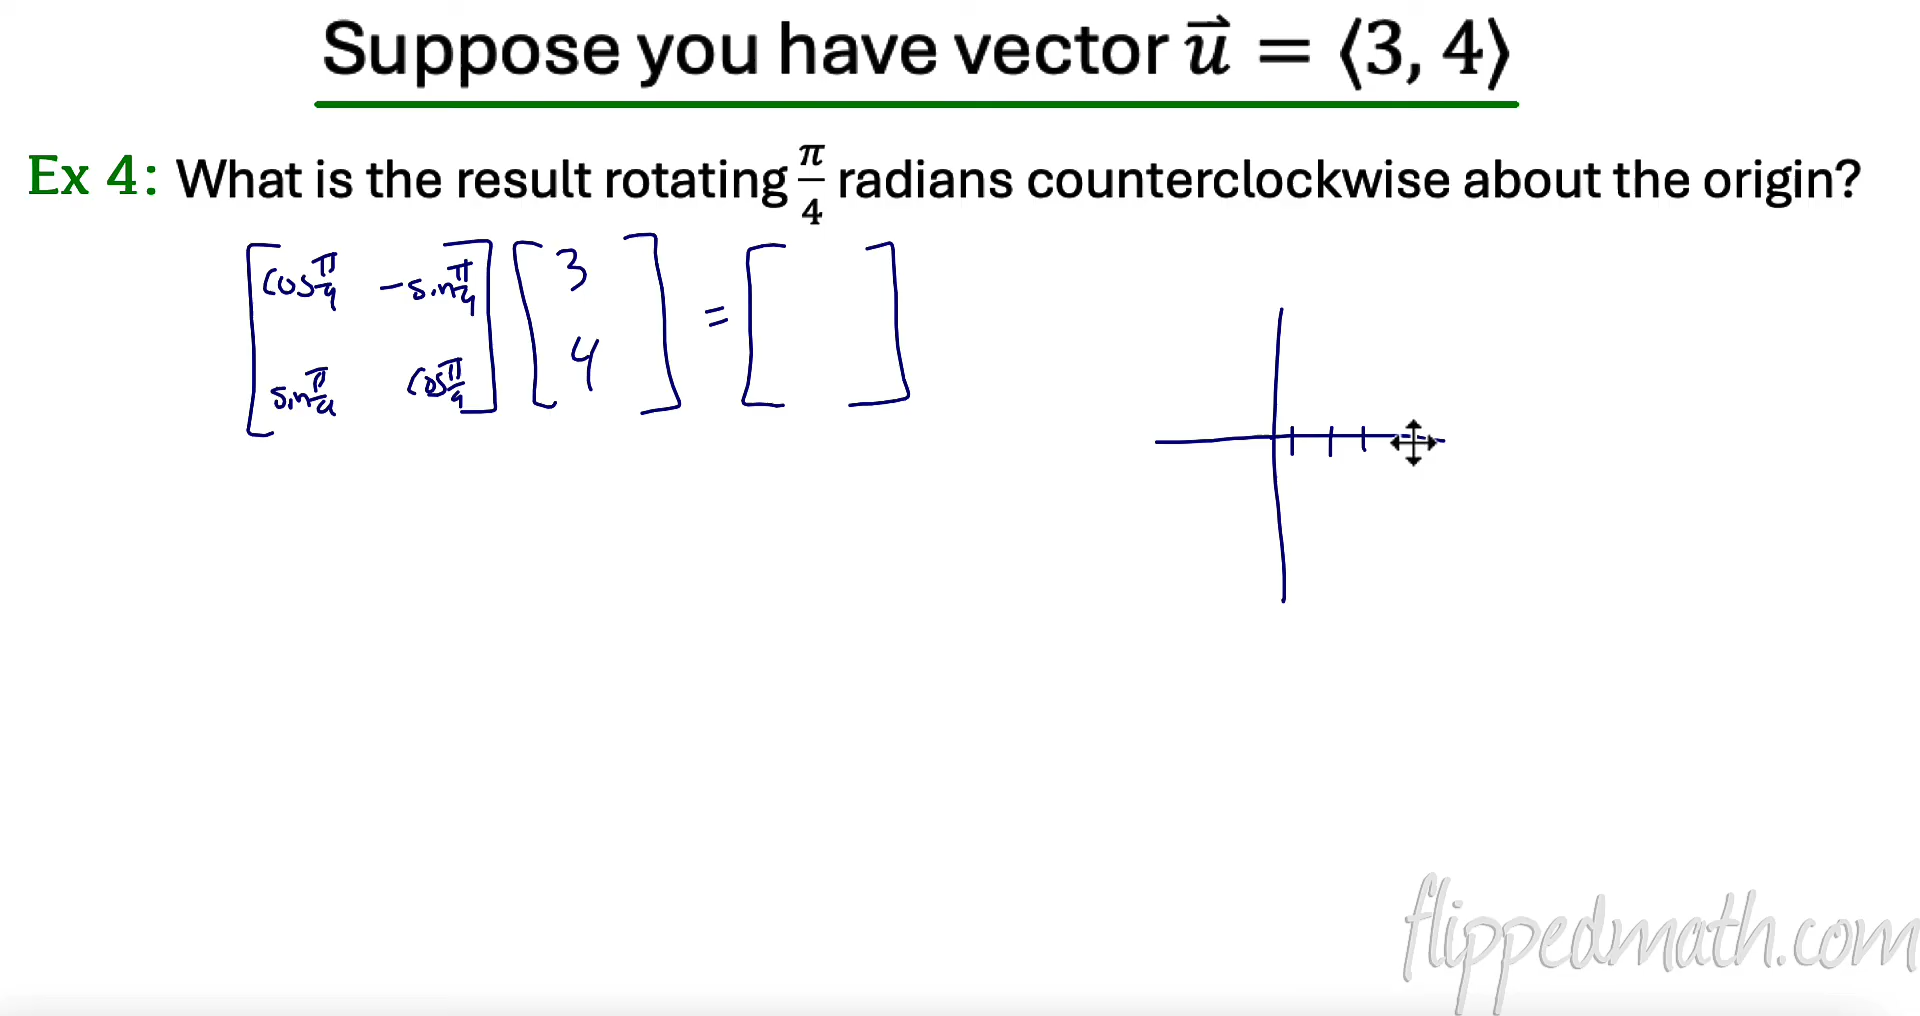 Suppose you have vector u⃗ = ⟨3, 4⟩
Ex 4: What is the result rotating π/4 radians counterclockwise about the origin?
[cos π/4 -sin π/4] [3] = [ ]
[sin π/4 cos π/4] [4]
flippedmath.com